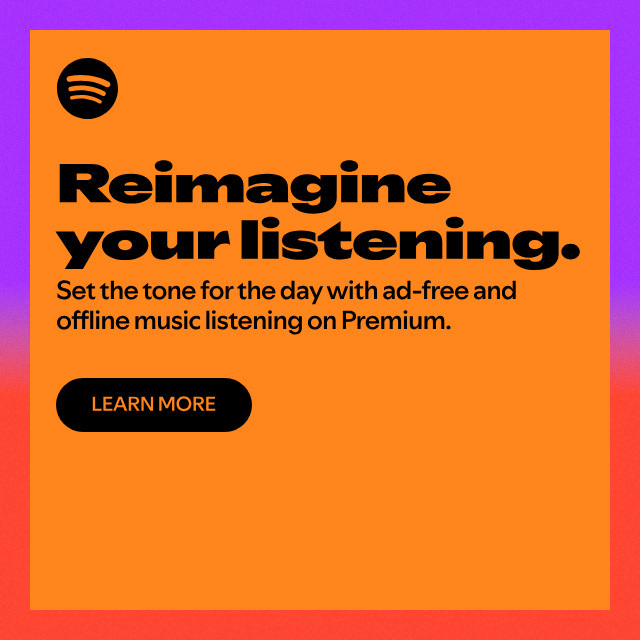 Reimagine
your listening.
Set the tone for the day with ad-free and
offline music listening on Premium.
LEARN MORE